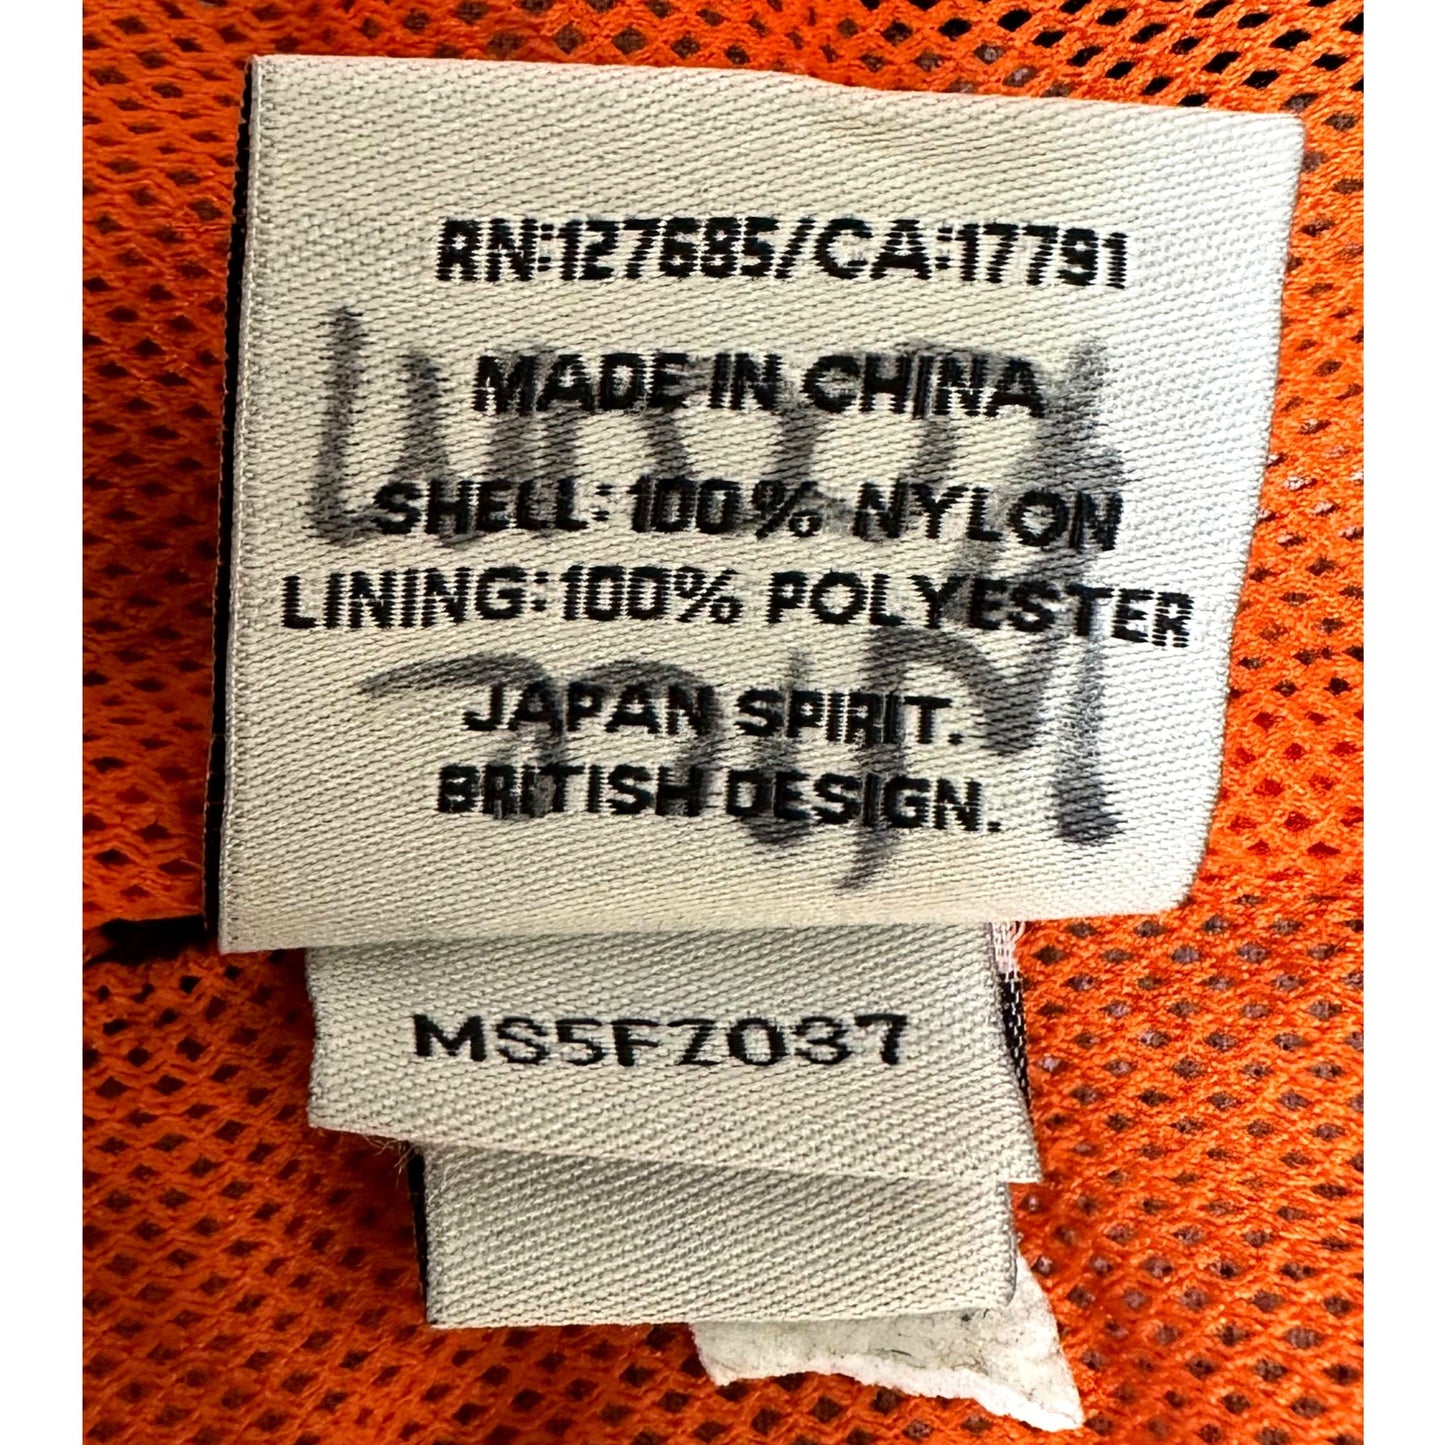 RN:127685/CA:17791
MADE IN CHINA
SHELL: 100% NYLON
LINING: 100% POLYESTER
JAPAN SPIRIT.
BRITISH DESIGN.
MS5FZ037